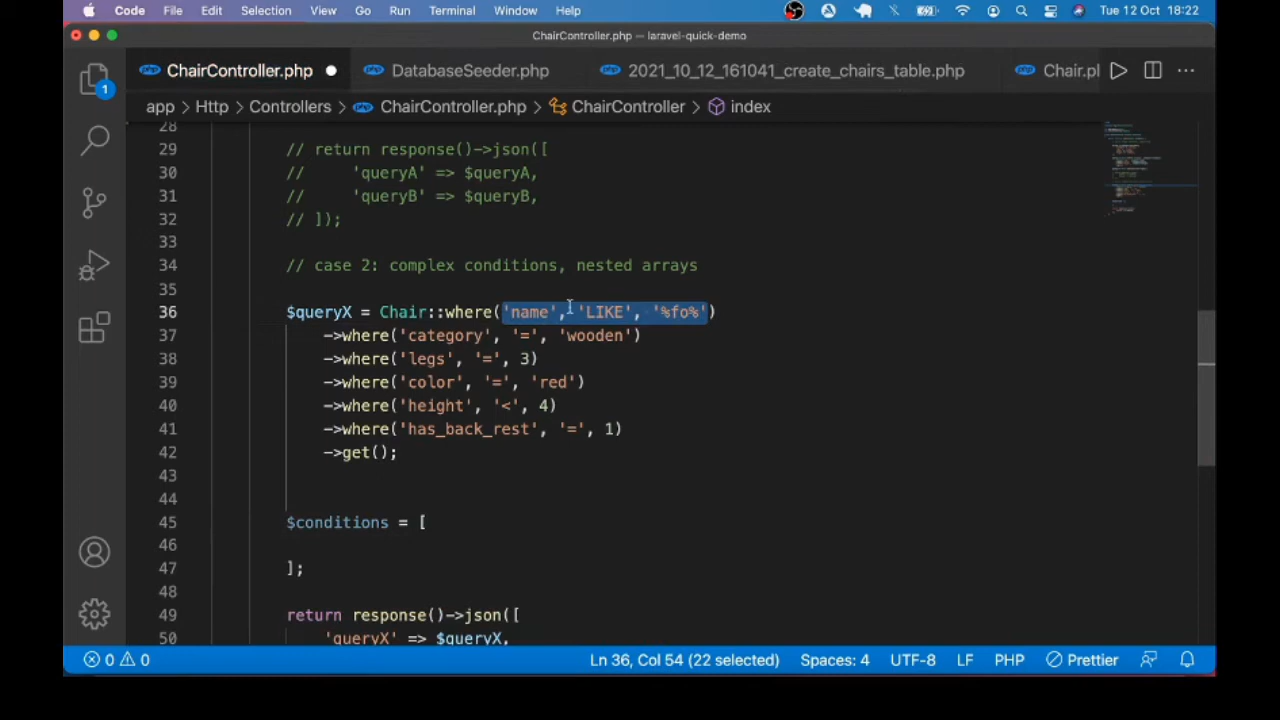 Code File Edit Selection View Go Run Terminal Window Help Tue 12 Oct 18:22
ChairController.php — laravel-quick-demo
ChairController.php DatabaseSeeder.php 2021_10_12_161041_create_chairs_table.php Chair.pl
app > Http > Controllers > ChairController.php > ChairController > index
1
28
29 // return response()->json([
30 //     'queryA' => $queryA,
31 //     'queryB' => $queryB,
32 // ]);
33
34 // case 2: complex conditions, nested arrays
35
36 $queryX = Chair::where('name', 'LIKE', '%fo%')
37     ->where('category', '=', 'wooden')
38     ->where('legs', '=', 3)
39     ->where('color', '=', 'red')
40     ->where('height', '<', 4)
41     ->where('has_back_rest', '=', 1)
42     ->get();
43
44
45 $conditions = [
46
47 ];
48
49 return response()->json([
50     'queryX' => $queryX,
0 0 Ln 36, Col 54 (22 selected) Spaces: 4 UTF-8 LF PHP Prettier